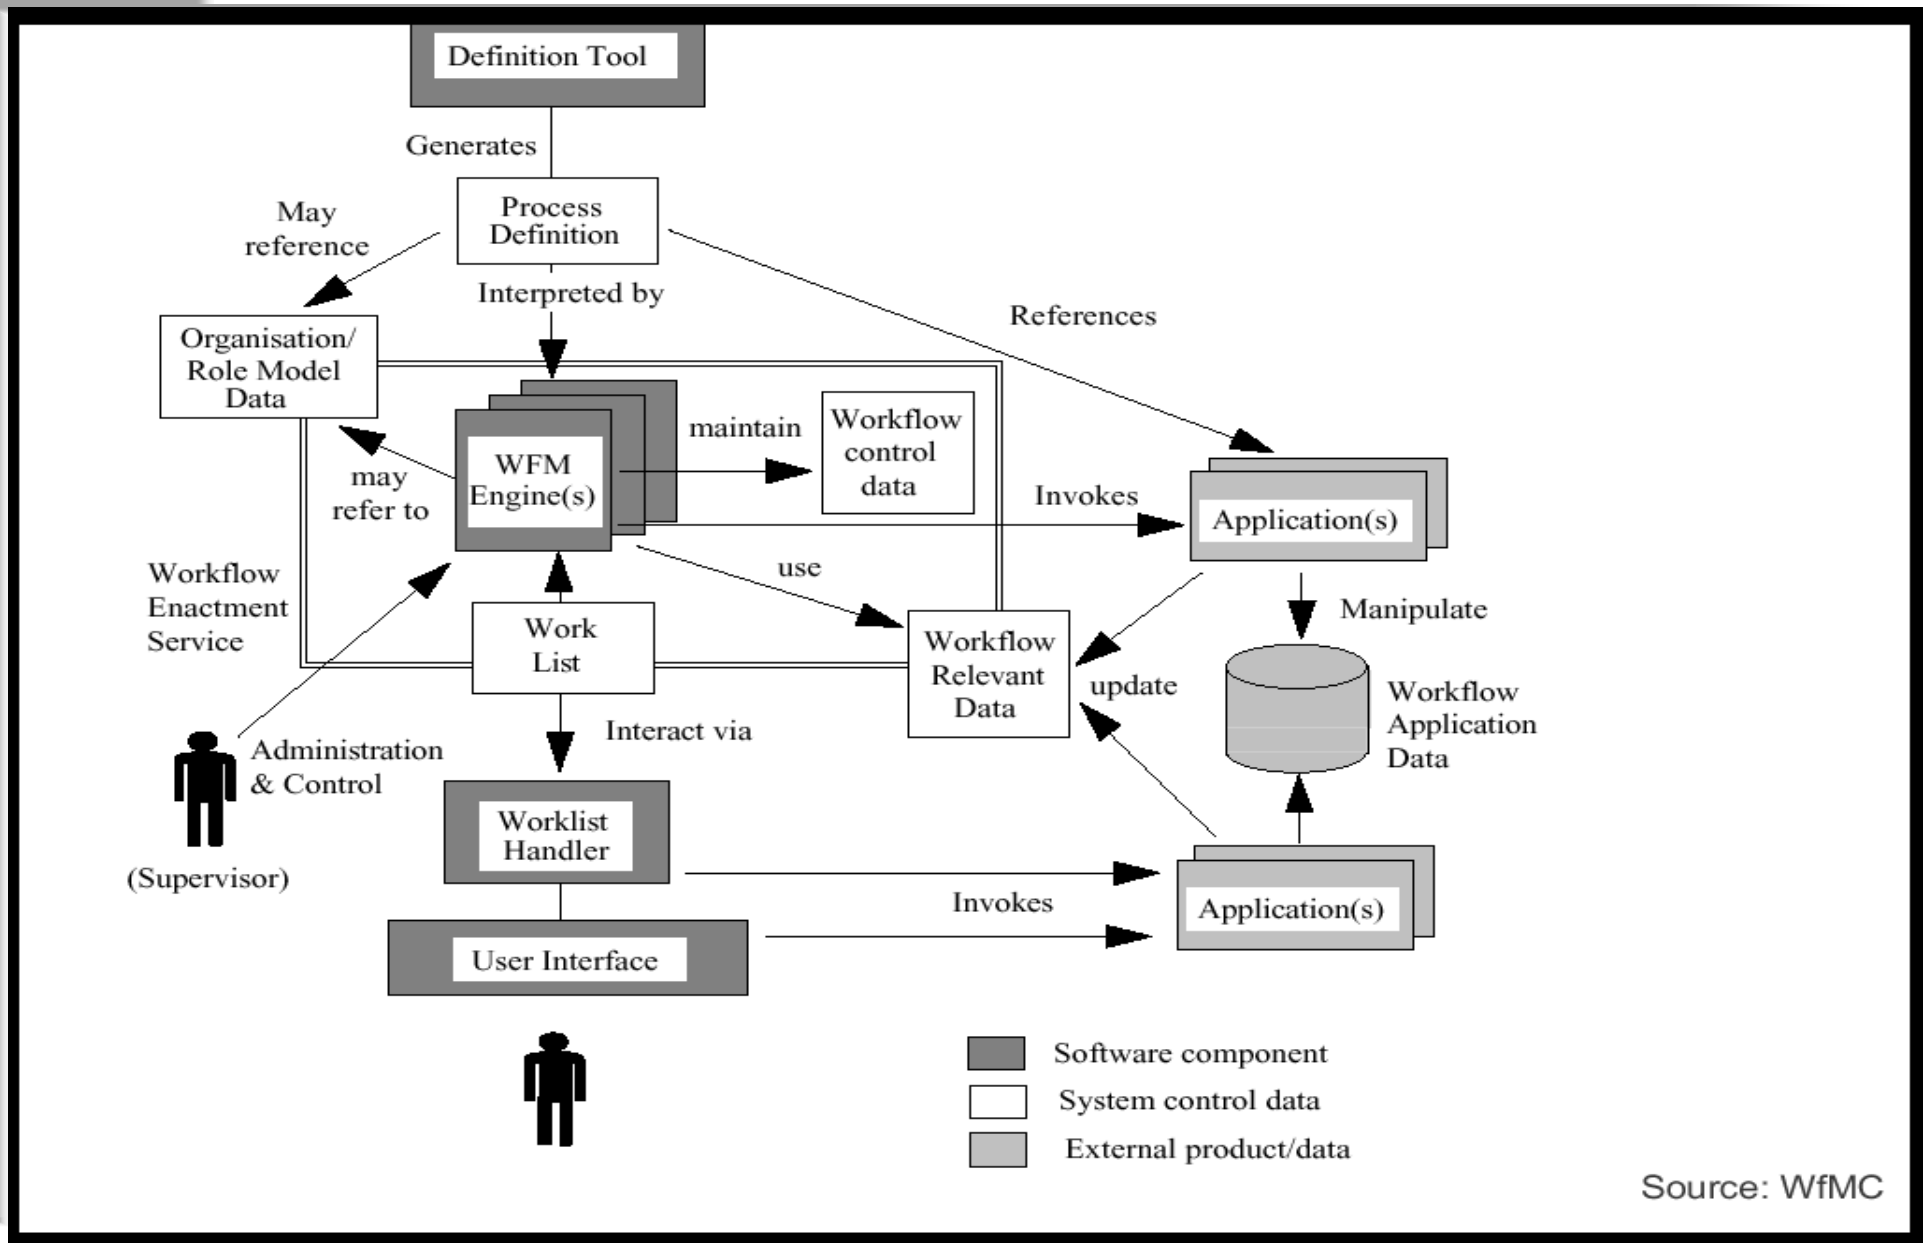 Definition Tool
Generates
Process
Definition
May
reference
Interpreted by
References
Organisation/
Role Model
Data
WFM
Engine(s)
maintain
Workflow
control
data
may
refer to
Invokes
Application(s)
use
Workflow
Enactment
Service
Work
List
Workflow
Relevant
Data
Manipulate
update
Workflow
Application
Data
Interact via
Administration
& Control
(Supervisor)
Worklist
Handler
Invokes
Application(s)
User Interface
Software component
System control data
External product/data
Source: WfMC